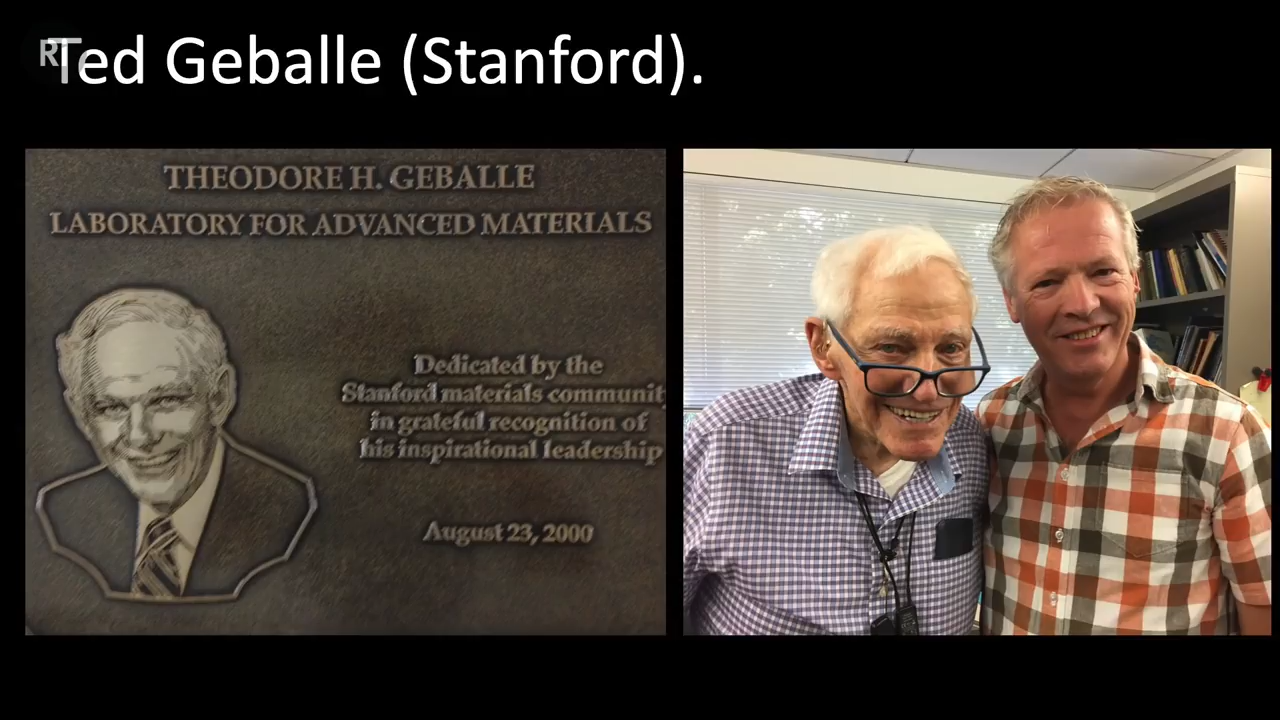 Ted Geballe (Stanford).
RT
THEODORE H. GEBALLE
LABORATORY FOR ADVANCED MATERIALS
Dedicated by the
Stanford materials communit
in grateful recognition of
his inspirational leadership
August 23, 2000